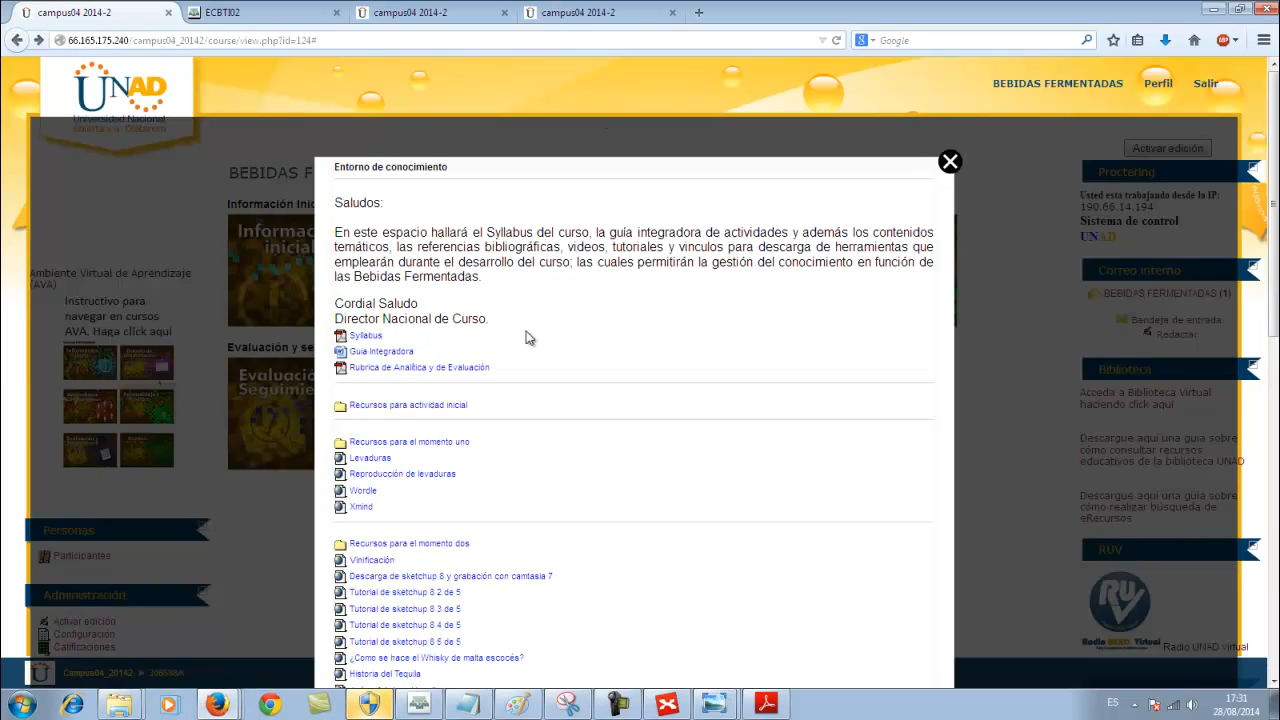 campus04 2014-2
ECBTI02
campus04 2014-2
campus04 2014-2
66.165.175.240/campus04_20142/course/view.php?id=124#
Google
UNAD
Universidad Nacional
Abierta y a Distancia
BEBIDAS FERMENTADAS
Perfil
Salir
BEBIDAS F
Activar edición
Información Ini
Informac
inicial
Ambiente Virtual de Aprendizaje
(AVA)
Instructivo para
navegar en cursos
AVA. Haga click aquí
Evaluación y se
Evaluac
Seguim
Personas
Participantes
Administración
Activar edición
Configuración
Calificaciones
Campus04_20142 ► 306598A
Entorno de conocimiento
Saludos:
En este espacio hallará el Syllabus del curso, la guía integradora de actividades y además los contenidos
temáticos, las referencias bibliográficas, videos, tutoriales y vinculos para descarga de herramientas que
emplearán durante el desarrollo del curso; las cuales permitirán la gestión del conocimiento en función de
las Bebidas Fermentadas.
Cordial Saludo
Director Nacional de Curso.
Syllabus
Guia Integradora
Rubrica de Analítica y de Evaluación
Recursos para actividad inicial
Recursos para el momento uno
Levaduras
Reproducción de levaduras
Wordle
Xmind
Recursos para el momento dos
Vinificación
Descarga de sketchup 8 y grabación con camtasia 7
Tutorial de sketchup 8 2 de 5
Tutorial de sketchup 8 3 de 5
Tutorial de sketchup 8 4 de 5
Tutorial de sketchup 8 5 de 5
¿Como se hace el Whisky de malta escocés?
Historia del Tequila
Proctering
Usted esta trabajando desde la IP:
190.66.14.194
Sistema de control
UNAD
Correo interno
BEBIDAS FERMENTADAS (1)
Bandeja de entrada
Redactar
Biblioteca
Acceda a Biblioteca Virtual
haciendo click aquí
Descargue aquí una guia sobre
cómo consultar recursos
educativos de la biblioteca UNAD
Descargue aquí una guía sobre
cómo realizar búsqueda de
eRecursos
RUV
RUV
Radio UNAD Virtual
Radio UNAD virtual
ES
17:31
28/08/2014